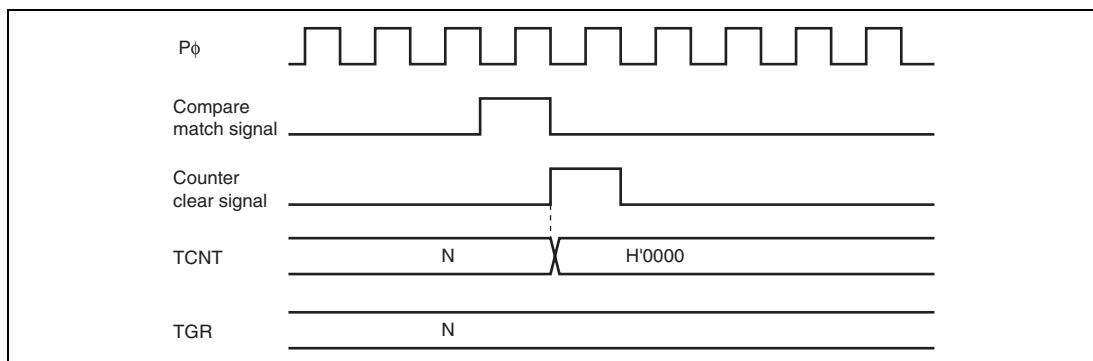 Pϕ
Compare
match signal
Counter
clear signal
TCNT
N
H'0000
TGR
N